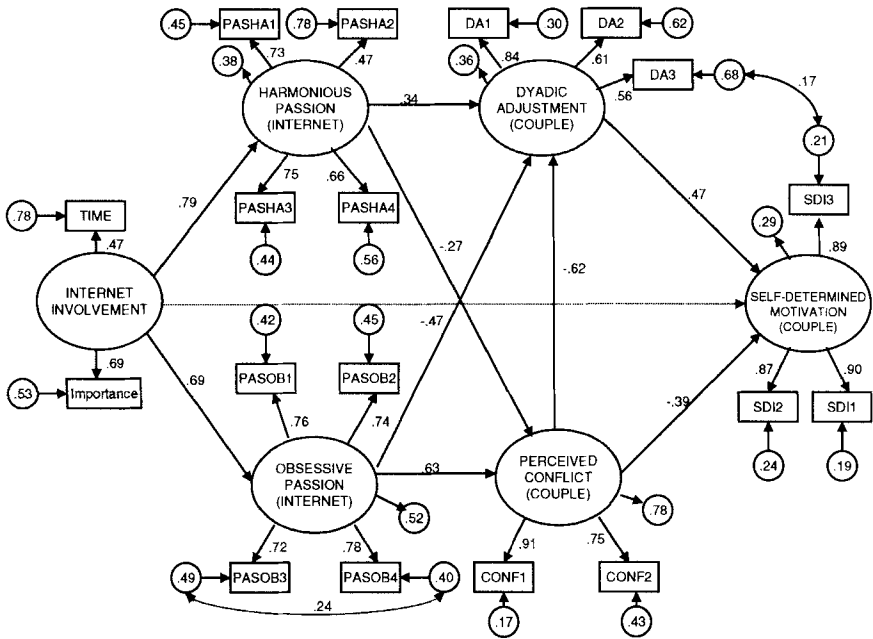 .45
PASHA1
.78
PASHA2
DA1
.30
DA2
.62
.73
.47
.84
.61
.38
.36
DA3
.68
.56
.17
HARMONIOUS
PASSION
(INTERNET)
.34
DYADIC
ADJUSTMENT
(COUPLE)
.21
.75
.66
.79
.47
SDI3
PASHA3
PASHA4
.78
TIME
.29
.44
.56
.47
-.27
-.62
.89
INTERNET
INVOLVEMENT
SELF-DETERMINED
MOTIVATION
(COUPLE)
.42
.45
-.47
.69
.69
PASOB1
PASOB2
.87
.90
.53
Importance
-.39
SDI2
SDI1
.76
.74
OBSESSIVE
PASSION
(INTERNET)
.63
PERCEIVED
CONFLICT
(COUPLE)
.24
.19
.52
.78
.72
.78
.91
.75
.49
PASOB3
PASOB4
.40
CONF1
CONF2
.24
.17
.43